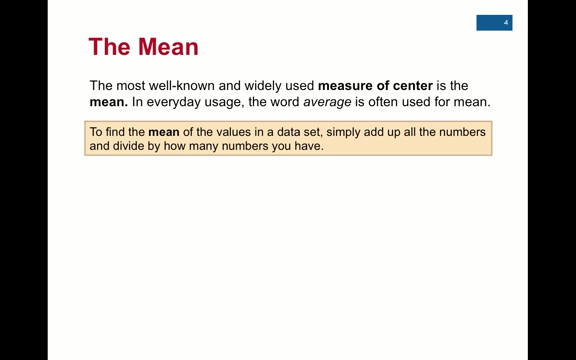 4
The Mean
The most well-known and widely used measure of center is the
mean. In everyday usage, the word average is often used for mean.
To find the mean of the values in a data set, simply add up all the numbers
and divide by how many numbers you have.